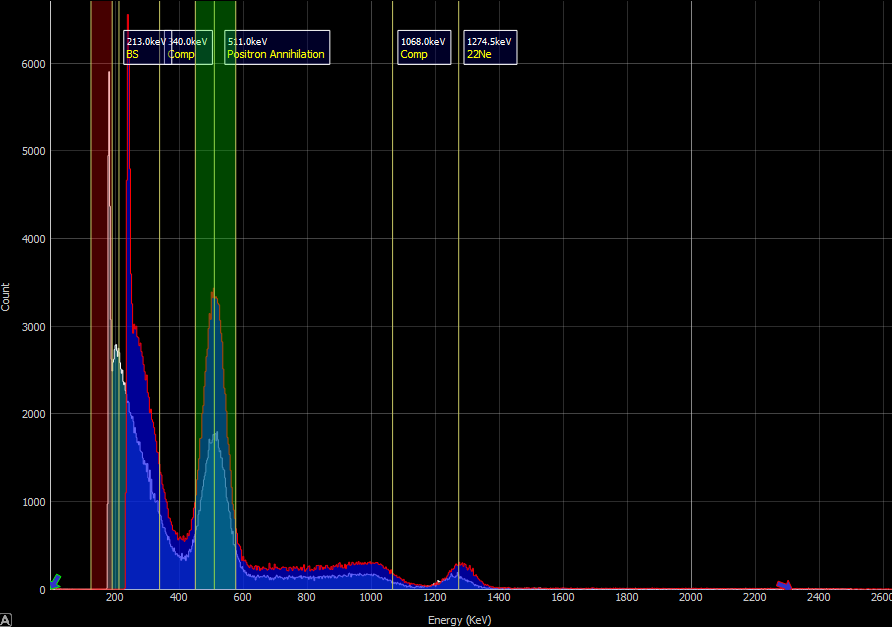 213.0keV
BS
340.0keV
Comp
511.0keV
Positron Annihilation
1068.0keV
Comp
1274.5keV
22Ne
6000
5000
4000
3000
2000
1000
0
Count
200
400
600
800
1000
1200
1400
1600
1800
2000
2200
2400
2600
Energy (KeV)
A